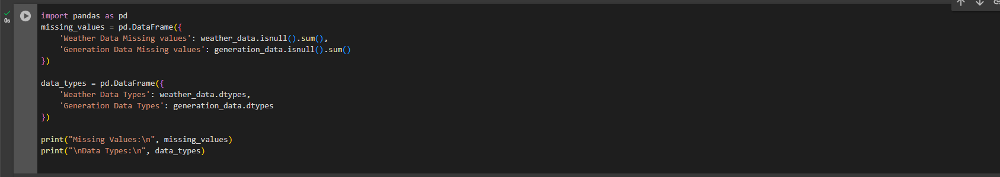 0s
import pandas as pd
missing_values = pd.DataFrame({
    'Weather Data Missing values': weather_data.isnull().sum(),
    'Generation Data Missing values': generation_data.isnull().sum()
})

data_types = pd.DataFrame({
    'Weather Data Types': weather_data.dtypes,
    'Generation Data Types': generation_data.dtypes
})

print("Missing Values:\n", missing_values)
print("\nData Types:\n", data_types)